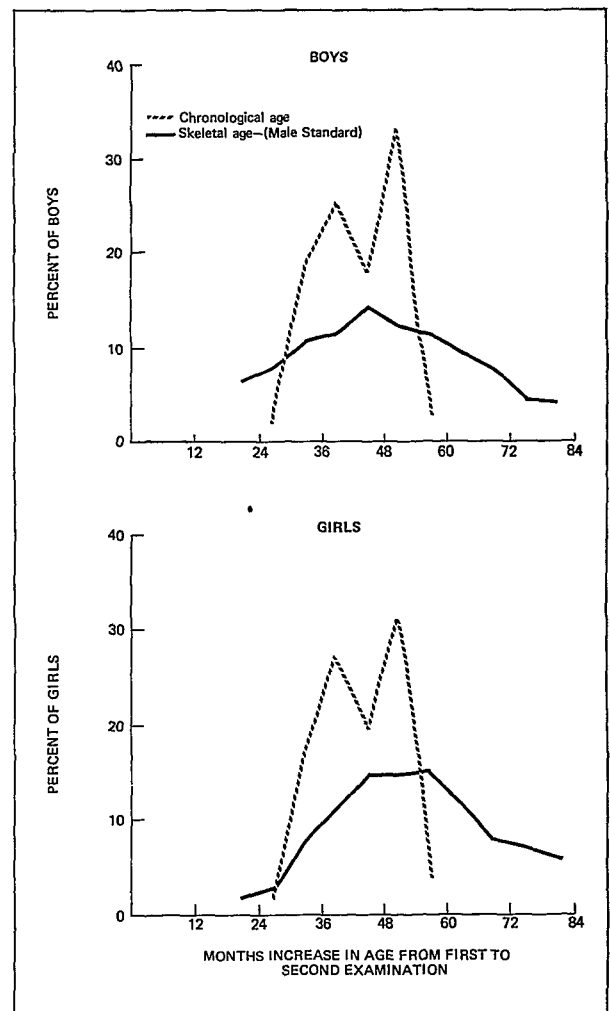 BOYS
40
Chronological age
Skeletal age—(Male Standard)
30
20
10
0
PERCENT OF BOYS
12 24 36 48 60 72 84
GIRLS
40
30
20
10
0
PERCENT OF GIRLS
12 24 36 48 60 72 84
MONTHS INCREASE IN AGE FROM FIRST TO
SECOND EXAMINATION